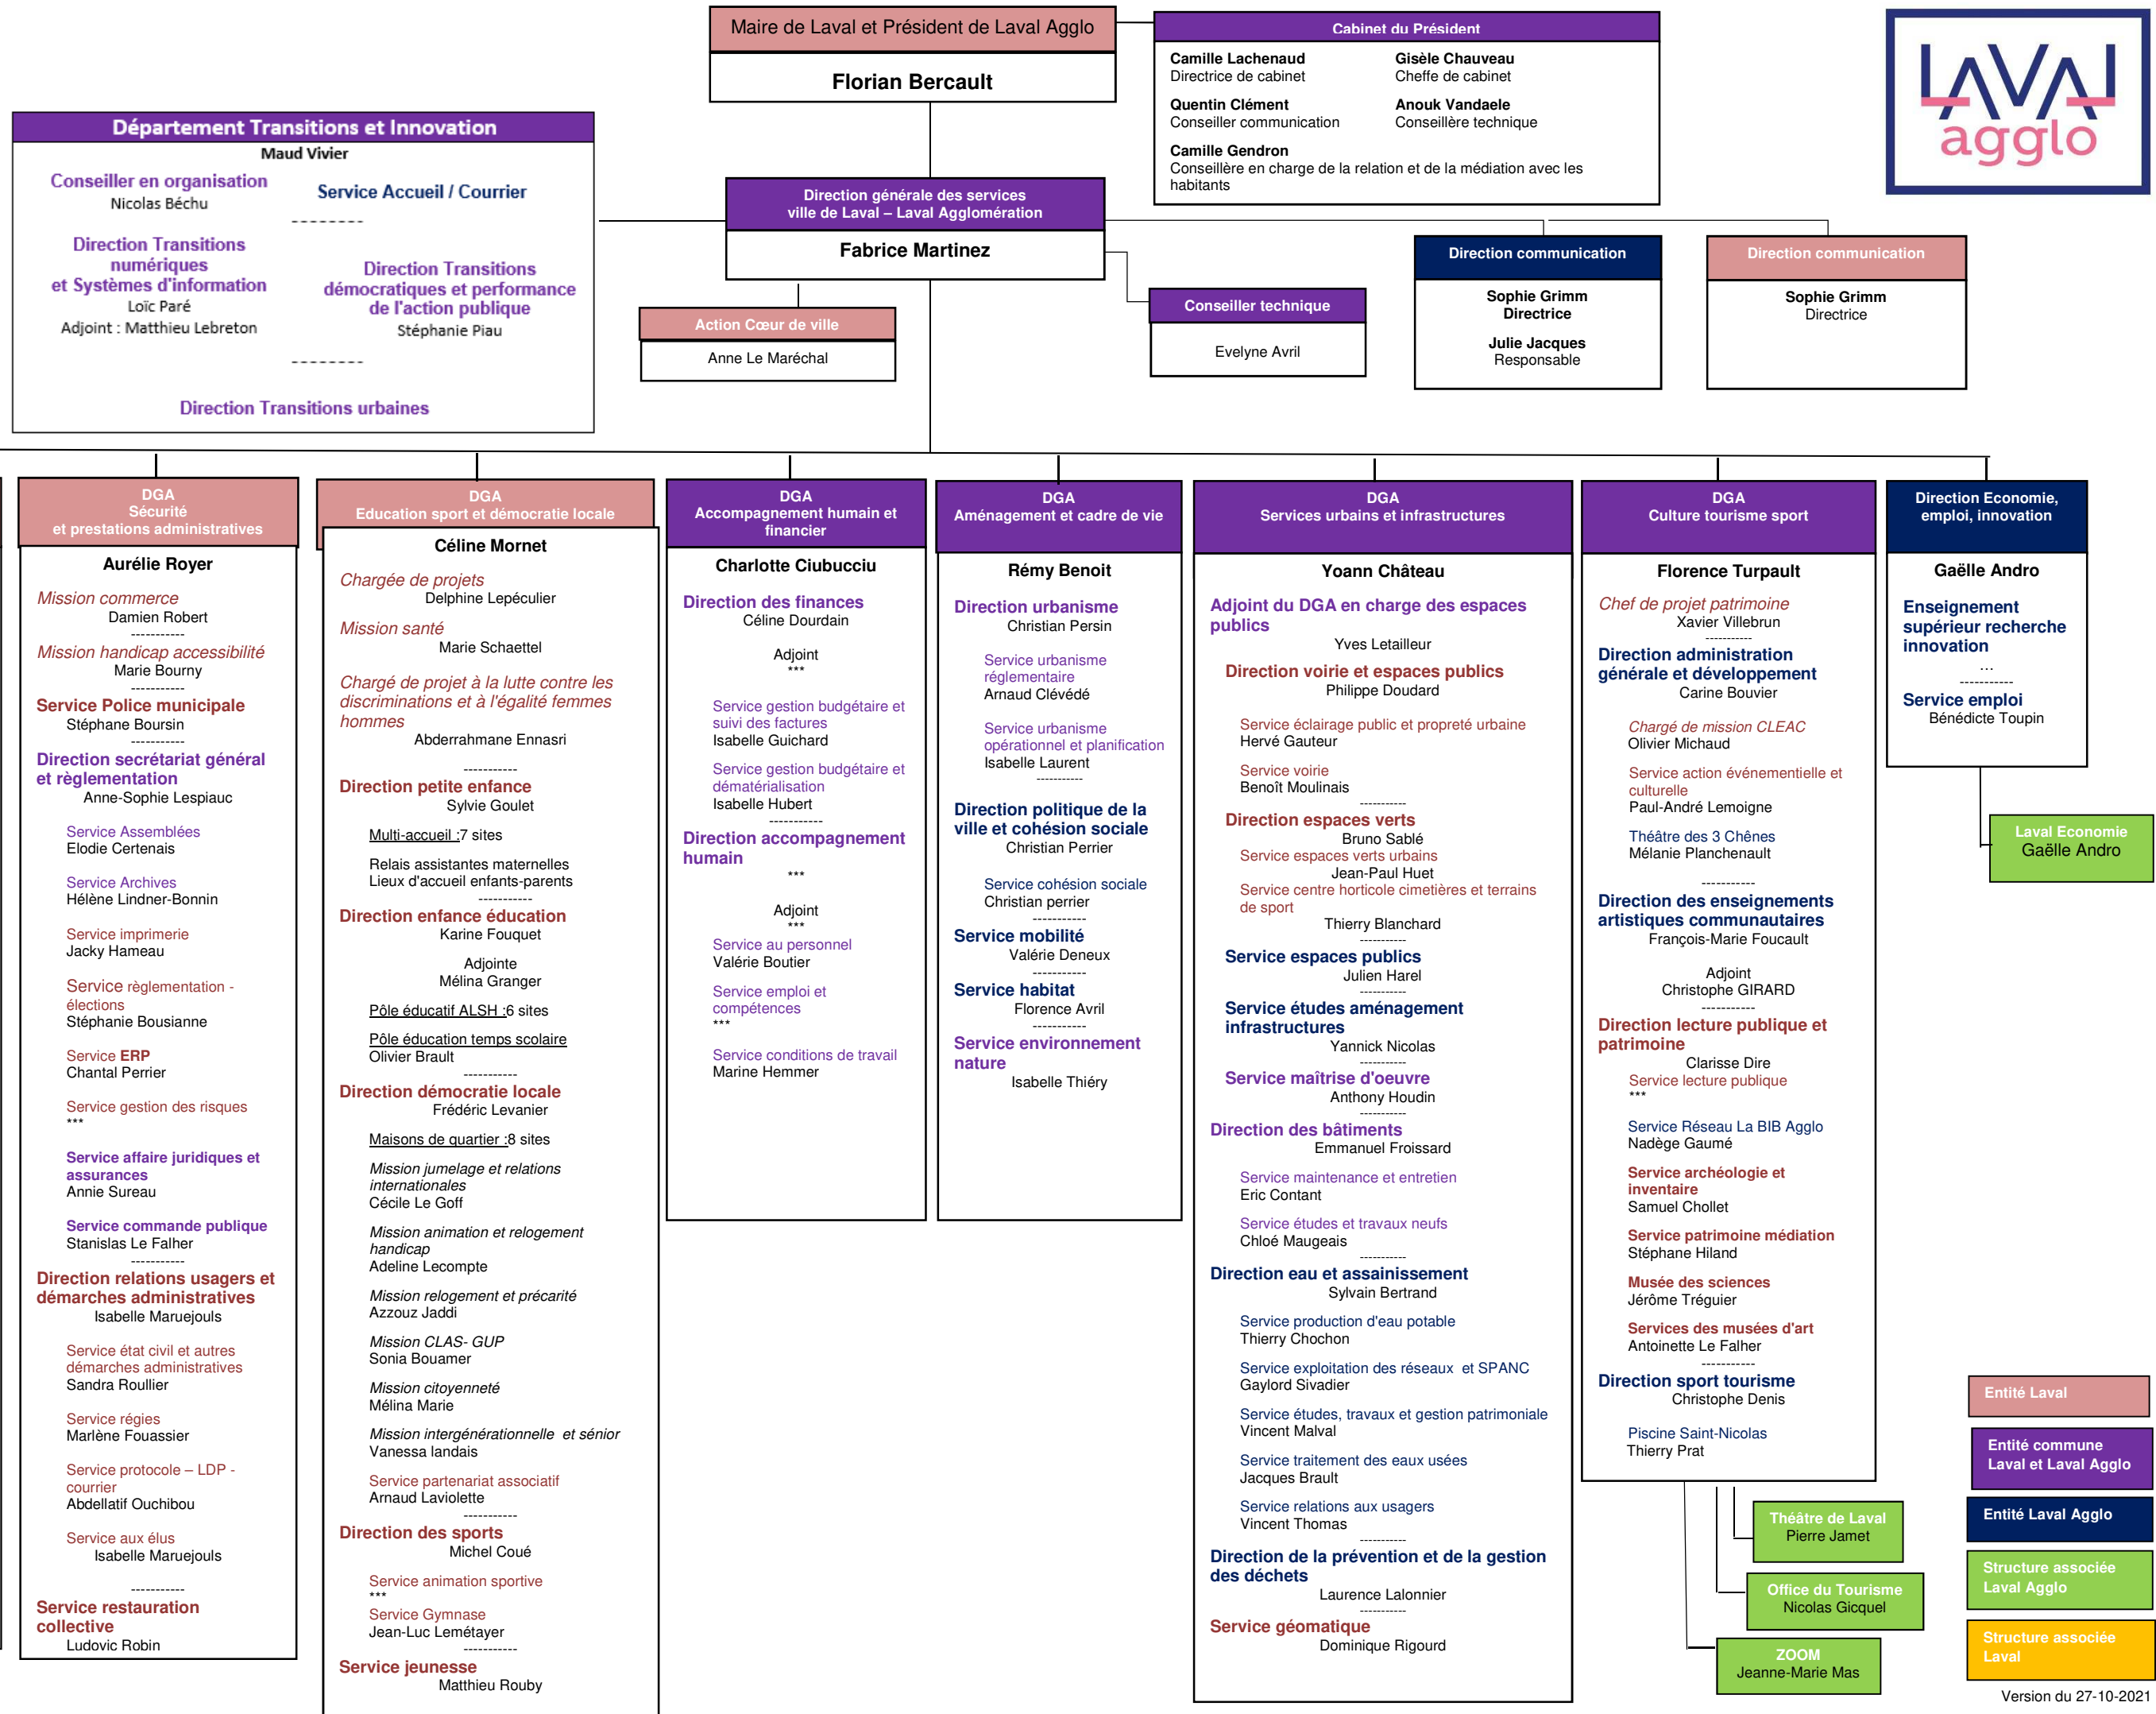 Maire de Laval et Président de Laval Agglo
Florian Bercault
Cabinet du Président
Camille Lachenaud
Directrice de cabinet
Gisèle Chauveau
Cheffe de cabinet
Quentin Clément
Conseiller communication
Anouk Vandaele
Conseillère technique
Camille Gendron
Conseillère en charge de la relation et de la médiation avec les
habitants
LAVAL
agglo
Département Transitions et Innovation
Maud Vivier
Conseiller en organisation
Nicolas Béchu
Service Accueil / Courrier
--------
Direction Transitions
numériques
et Systèmes d'information
Loïc Paré
Adjoint : Matthieu Lebreton
Direction Transitions
démocratiques et performance
de l'action publique
Stéphanie Piau
--------
Direction Transitions urbaines
Direction générale des services
ville de Laval – Laval Agglomération
Fabrice Martinez
Action Cœur de ville
Anne Le Maréchal
Conseiller technique
Evelyne Avril
Direction communication
Sophie Grimm
Directrice
Julie Jacques
Responsable
Direction communication
Sophie Grimm
Directrice
DGA
Sécurité
et prestations administratives
Aurélie Royer
Mission commerce
Damien Robert
-----------
Mission handicap accessibilité
Marie Bourny
-----------
Service Police municipale
Stéphane Boursin
-----------
Direction secrétariat général
et règlementation
Anne-Sophie Lespiauc
Service Assemblées
Elodie Certenais
Service Archives
Hélène Lindner-Bonnin
Service imprimerie
Jacky Hameau
Service règlementation -
élections
Stéphanie Bousianne
Service ERP
Chantal Perrier
Service gestion des risques
***
Service affaire juridiques et
assurances
Annie Sureau
Service commande publique
Stanislas Le Falher
-----------
Direction relations usagers et
démarches administratives
Isabelle Maruejouls
Service état civil et autres
démarches administratives
Sandra Roullier
Service régies
Marlène Fouassier
Service protocole – LDP -
courrier
Abdellatif Ouchibou
Service aux élus
Isabelle Maruejouls
-----------
Service restauration
collective
Ludovic Robin
DGA
Education sport et démocratie locale
Céline Mornet
Chargée de projets
Delphine Lepéculier
Mission santé
Marie Schaettel
Chargé de projet à la lutte contre les
discriminations et à l'égalité femmes
hommes
Abderrahmane Ennasri
-----------
Direction petite enfance
Sylvie Goulet
Multi-accueil :7 sites
Relais assistantes maternelles
Lieux d'accueil enfants-parents
-----------
Direction enfance éducation
Karine Fouquet
Adjointe
Mélina Granger
Pôle éducatif ALSH :6 sites
Pôle éducation temps scolaire
Olivier Brault
-----------
Direction démocratie locale
Frédéric Levanier
Maisons de quartier :8 sites
Mission jumelage et relations
internationales
Cécile Le Goff
Mission animation et relogement
handicap
Adeline Lecompte
Mission relogement et précarité
Azzouz Jaddi
Mission CLAS- GUP
Sonia Bouamer
Mission citoyenneté
Mélina Marie
Mission intergénérationnelle et sénior
Vanessa landais
Service partenariat associatif
Arnaud Laviolette
-----------
Direction des sports
Michel Coué
Service animation sportive
***
Service Gymnase
Jean-Luc Lemétayer
-----------
Service jeunesse
Matthieu Rouby
DGA
Accompagnement humain et
financier
Charlotte Ciubucciu
Direction des finances
Céline Dourdain
Adjoint
***
Service gestion budgétaire et
suivi des factures
Isabelle Guichard
Service gestion budgétaire et
dématérialisation
Isabelle Hubert
-----------
Direction accompagnement
humain
***
Adjoint
***
Service au personnel
Valérie Boutier
Service emploi et
compétences
***
Service conditions de travail
Marine Hemmer
DGA
Aménagement et cadre de vie
Rémy Benoit
Direction urbanisme
Christian Persin
Service urbanisme
réglementaire
Arnaud Clévédé
Service urbanisme
opérationnel et planification
Isabelle Laurent
-----------
Direction politique de la
ville et cohésion sociale
Christian Perrier
Service cohésion sociale
Christian perrier
-----------
Service mobilité
Valérie Deneux
-----------
Service habitat
Florence Avril
-----------
Service environnement
nature
Isabelle Thiéry
DGA
Services urbains et infrastructures
Yoann Château
Adjoint du DGA en charge des espaces
publics
Yves Letailleur
Direction voirie et espaces publics
Philippe Doudard
Service éclairage public et propreté urbaine
Hervé Gauteur
Service voirie
Benoît Moulinais
-----------
Direction espaces verts
Bruno Sablé
Service espaces verts urbains
Jean-Paul Huet
Service centre horticole cimetières et terrains
de sport
Thierry Blanchard
-----------
Service espaces publics
Julien Harel
-----------
Service études aménagement
infrastructures
Yannick Nicolas
-----------
Service maîtrise d'oeuvre
Anthony Houdin
-----------
Direction des bâtiments
Emmanuel Froissard
Service maintenance et entretien
Eric Contant
Service études et travaux neufs
Chloé Maugeais
-----------
Direction eau et assainissement
Sylvain Bertrand
Service production d'eau potable
Thierry Chochon
Service exploitation des réseaux et SPANC
Gaylord Sivadier
Service études, travaux et gestion patrimoniale
Vincent Malval
Service traitement des eaux usées
Jacques Brault
Service relations aux usagers
Vincent Thomas
-----------
Direction de la prévention et de la gestion
des déchets
Laurence Lalonnier
-----------
Service géomatique
Dominique Rigourd
DGA
Culture tourisme sport
Florence Turpault
Chef de projet patrimoine
Xavier Villebrun
-----------
Direction administration
générale et développement
Carine Bouvier
Chargé de mission CLEAC
Olivier Michaud
Service action événementielle et
culturelle
Paul-André Lemoigne
Théâtre des 3 Chênes
Mélanie Planchenault
-----------
Direction des enseignements
artistiques communautaires
François-Marie Foucault
Adjoint
Christophe GIRARD
-----------
Direction lecture publique et
patrimoine
Clarisse Dire
Service lecture publique
***
Service Réseau La BIB Agglo
Nadège Gaumé
Service archéologie et
inventaire
Samuel Chollet
Service patrimoine médiation
Stéphane Hiland
Musée des sciences
Jérôme Tréguier
Services des musées d'art
Antoinette Le Falher
-----------
Direction sport tourisme
Christophe Denis
Piscine Saint-Nicolas
Thierry Prat
Théâtre de Laval
Pierre Jamet
Office du Tourisme
Nicolas Gicquel
ZOOM
Jeanne-Marie Mas
Direction Economie,
emploi, innovation
Gaëlle Andro
Enseignement
supérieur recherche
innovation
...
-----------
Service emploi
Bénédicte Toupin
Laval Economie
Gaëlle Andro
Entité Laval
Entité commune
Laval et Laval Agglo
Entité Laval Agglo
Structure associée
Laval Agglo
Structure associée
Laval
Version du 27-10-2021